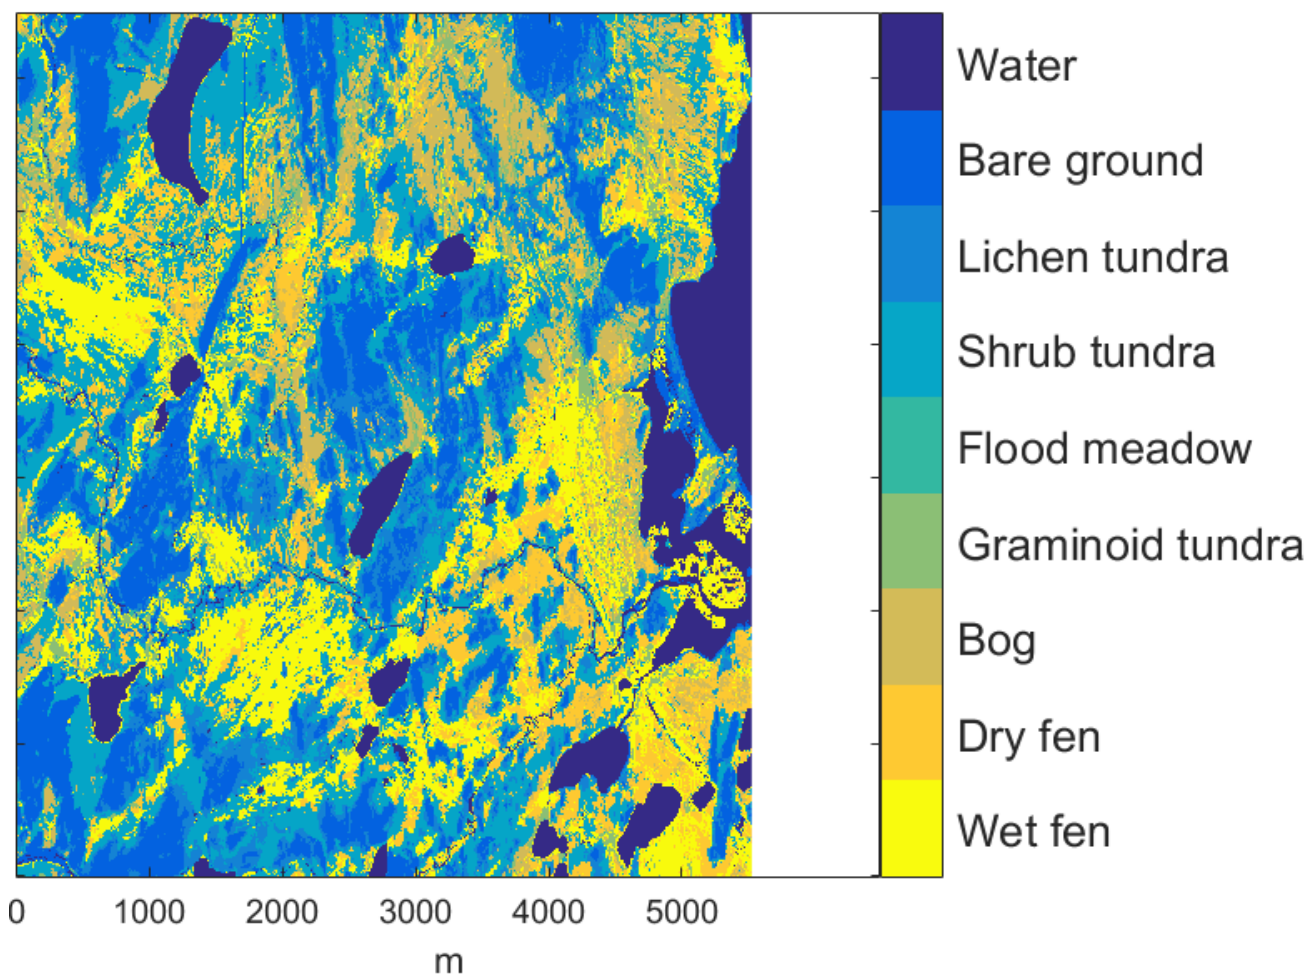 Water
Bare ground
Lichen tundra
Shrub tundra
Flood meadow
Graminoid tundra
Bog
Dry fen
Wet fen
0 1000 2000 3000 4000 5000
m